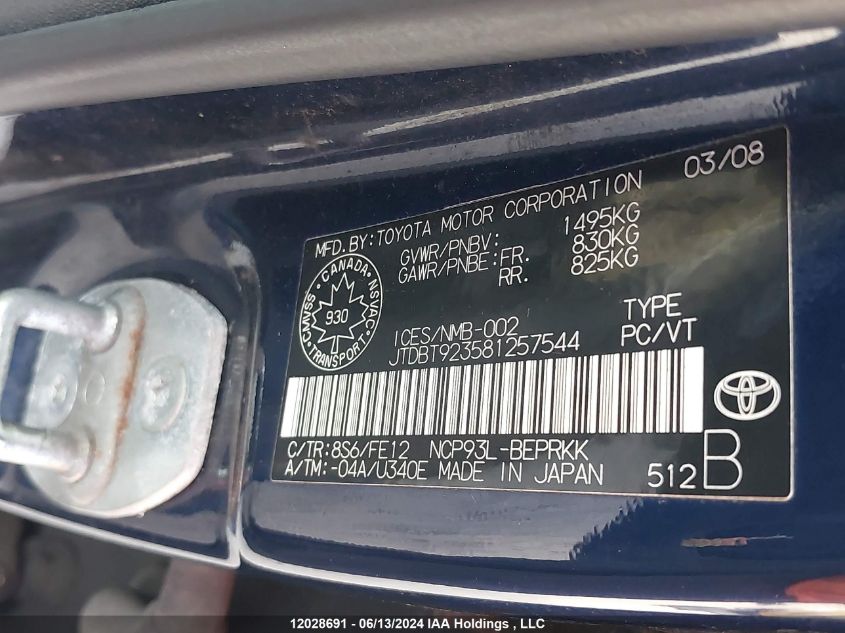 03/08
MFD. BY: TOYOTA MOTOR CORPORATION
GVWR/PNBV: 1495KG
GAWR/PNBE: FR. 830KG
RR. 825KG
CANADA
CMVSS NSVAC
930
TRANSPORT
ICES/NMB-002
TYPE
JTDBT923581257544
PC/VT
C/TR: 8S6/FE12 NCP93L-BEPRKK
A/TM: -04A/U340E MADE IN JAPAN
512 B
12028691 - 06/13/2024 IAA Holdings , LLC